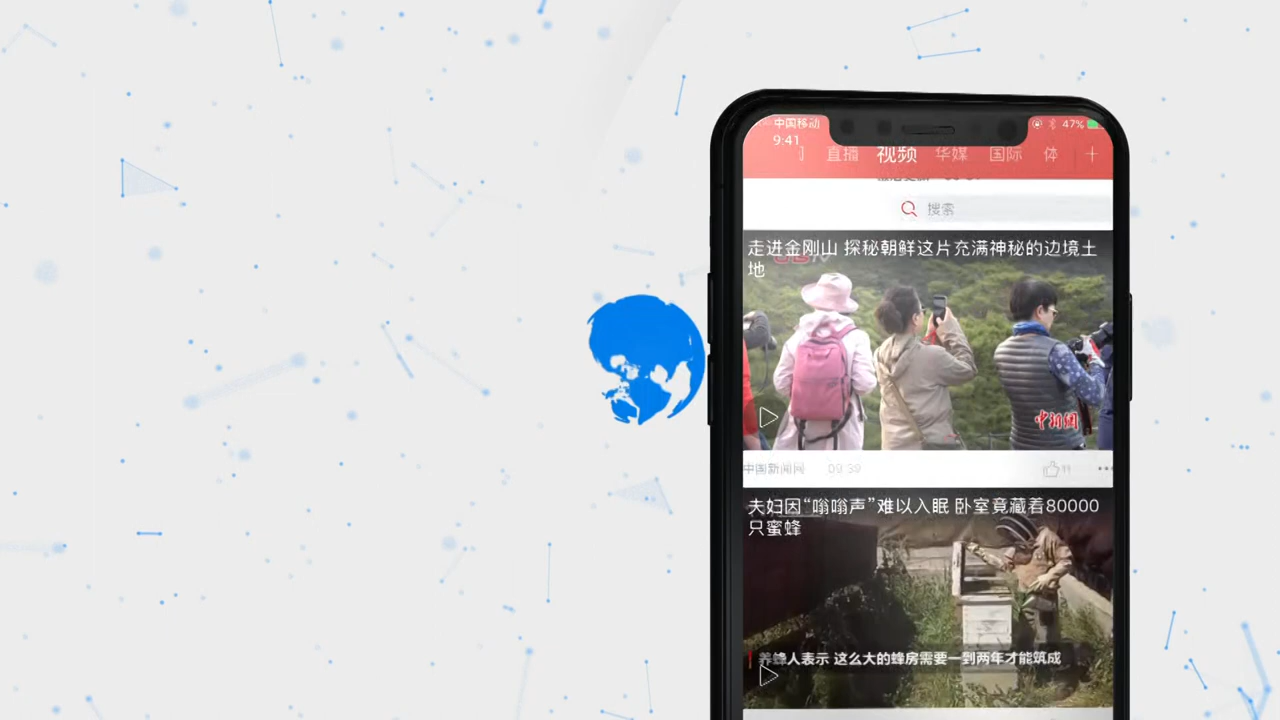 中国移动
47%
9:41
直播 视频 华媒 国际 体
搜索
走进金刚山 探秘朝鲜这片充满神秘的边境土
地
中新网
中国新闻网 09:39
夫妇因“嗡嗡声”难以入眠 卧室竟藏着80000
只蜜蜂
养蜂人表示 这么大的蜂房需要一到两年才能筑成